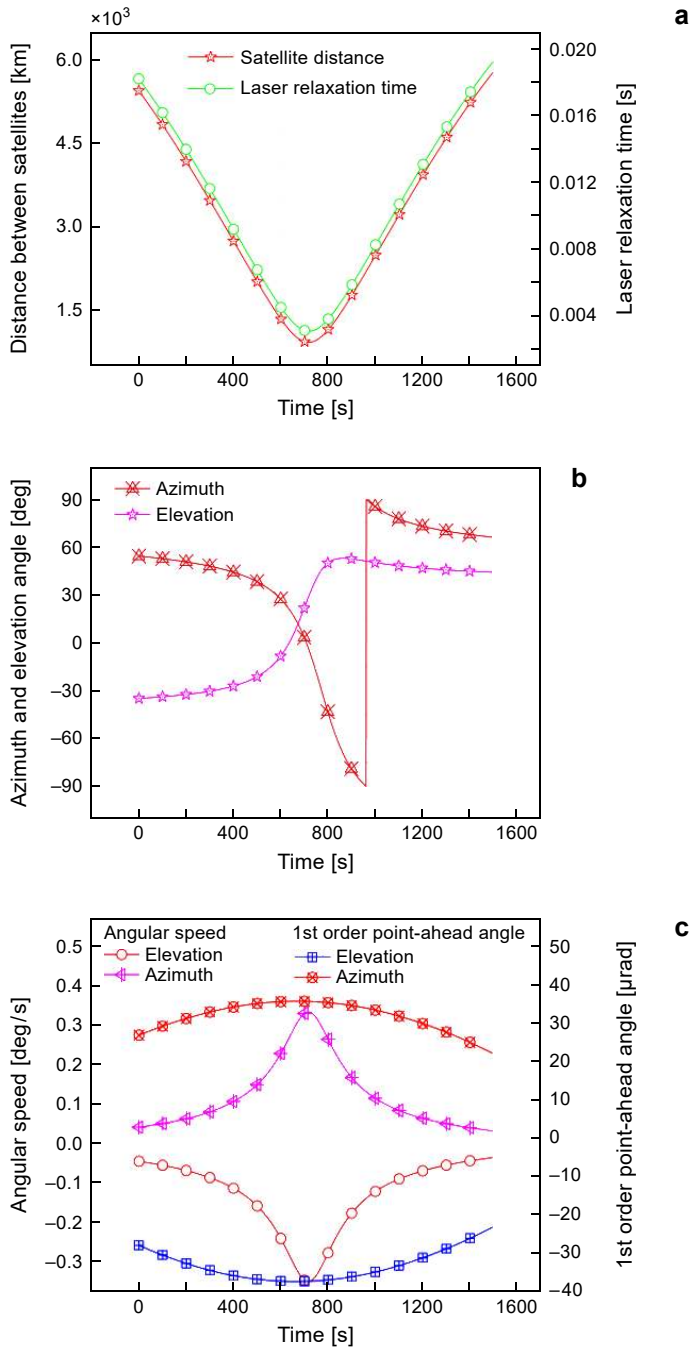 ×10³
a
Distance between satellites [km]
6.0
4.5
3.0
1.5
Satellite distance
Laser relaxation time
0.020
0.016
0.012
0.008
0.004
Laser relaxation time [s]
0 400 800 1200 1600
Time [s]
b
Azimuth and elevation angle [deg]
90
60
30
0
–30
–60
–90
Azimuth
Elevation
0 400 800 1200 1600
Time [s]
c
Angular speed [deg/s]
0.5
0.4
0.3
0.2
0.1
0.0
–0.1
–0.2
–0.3
Angular speed
Elevation
Azimuth
1st order point-ahead angle
Elevation
Azimuth
50
40
30
20
10
0
–10
–20
–30
–40
1st order point-ahead angle [µrad]
0 400 800 1200 1600
Time [s]